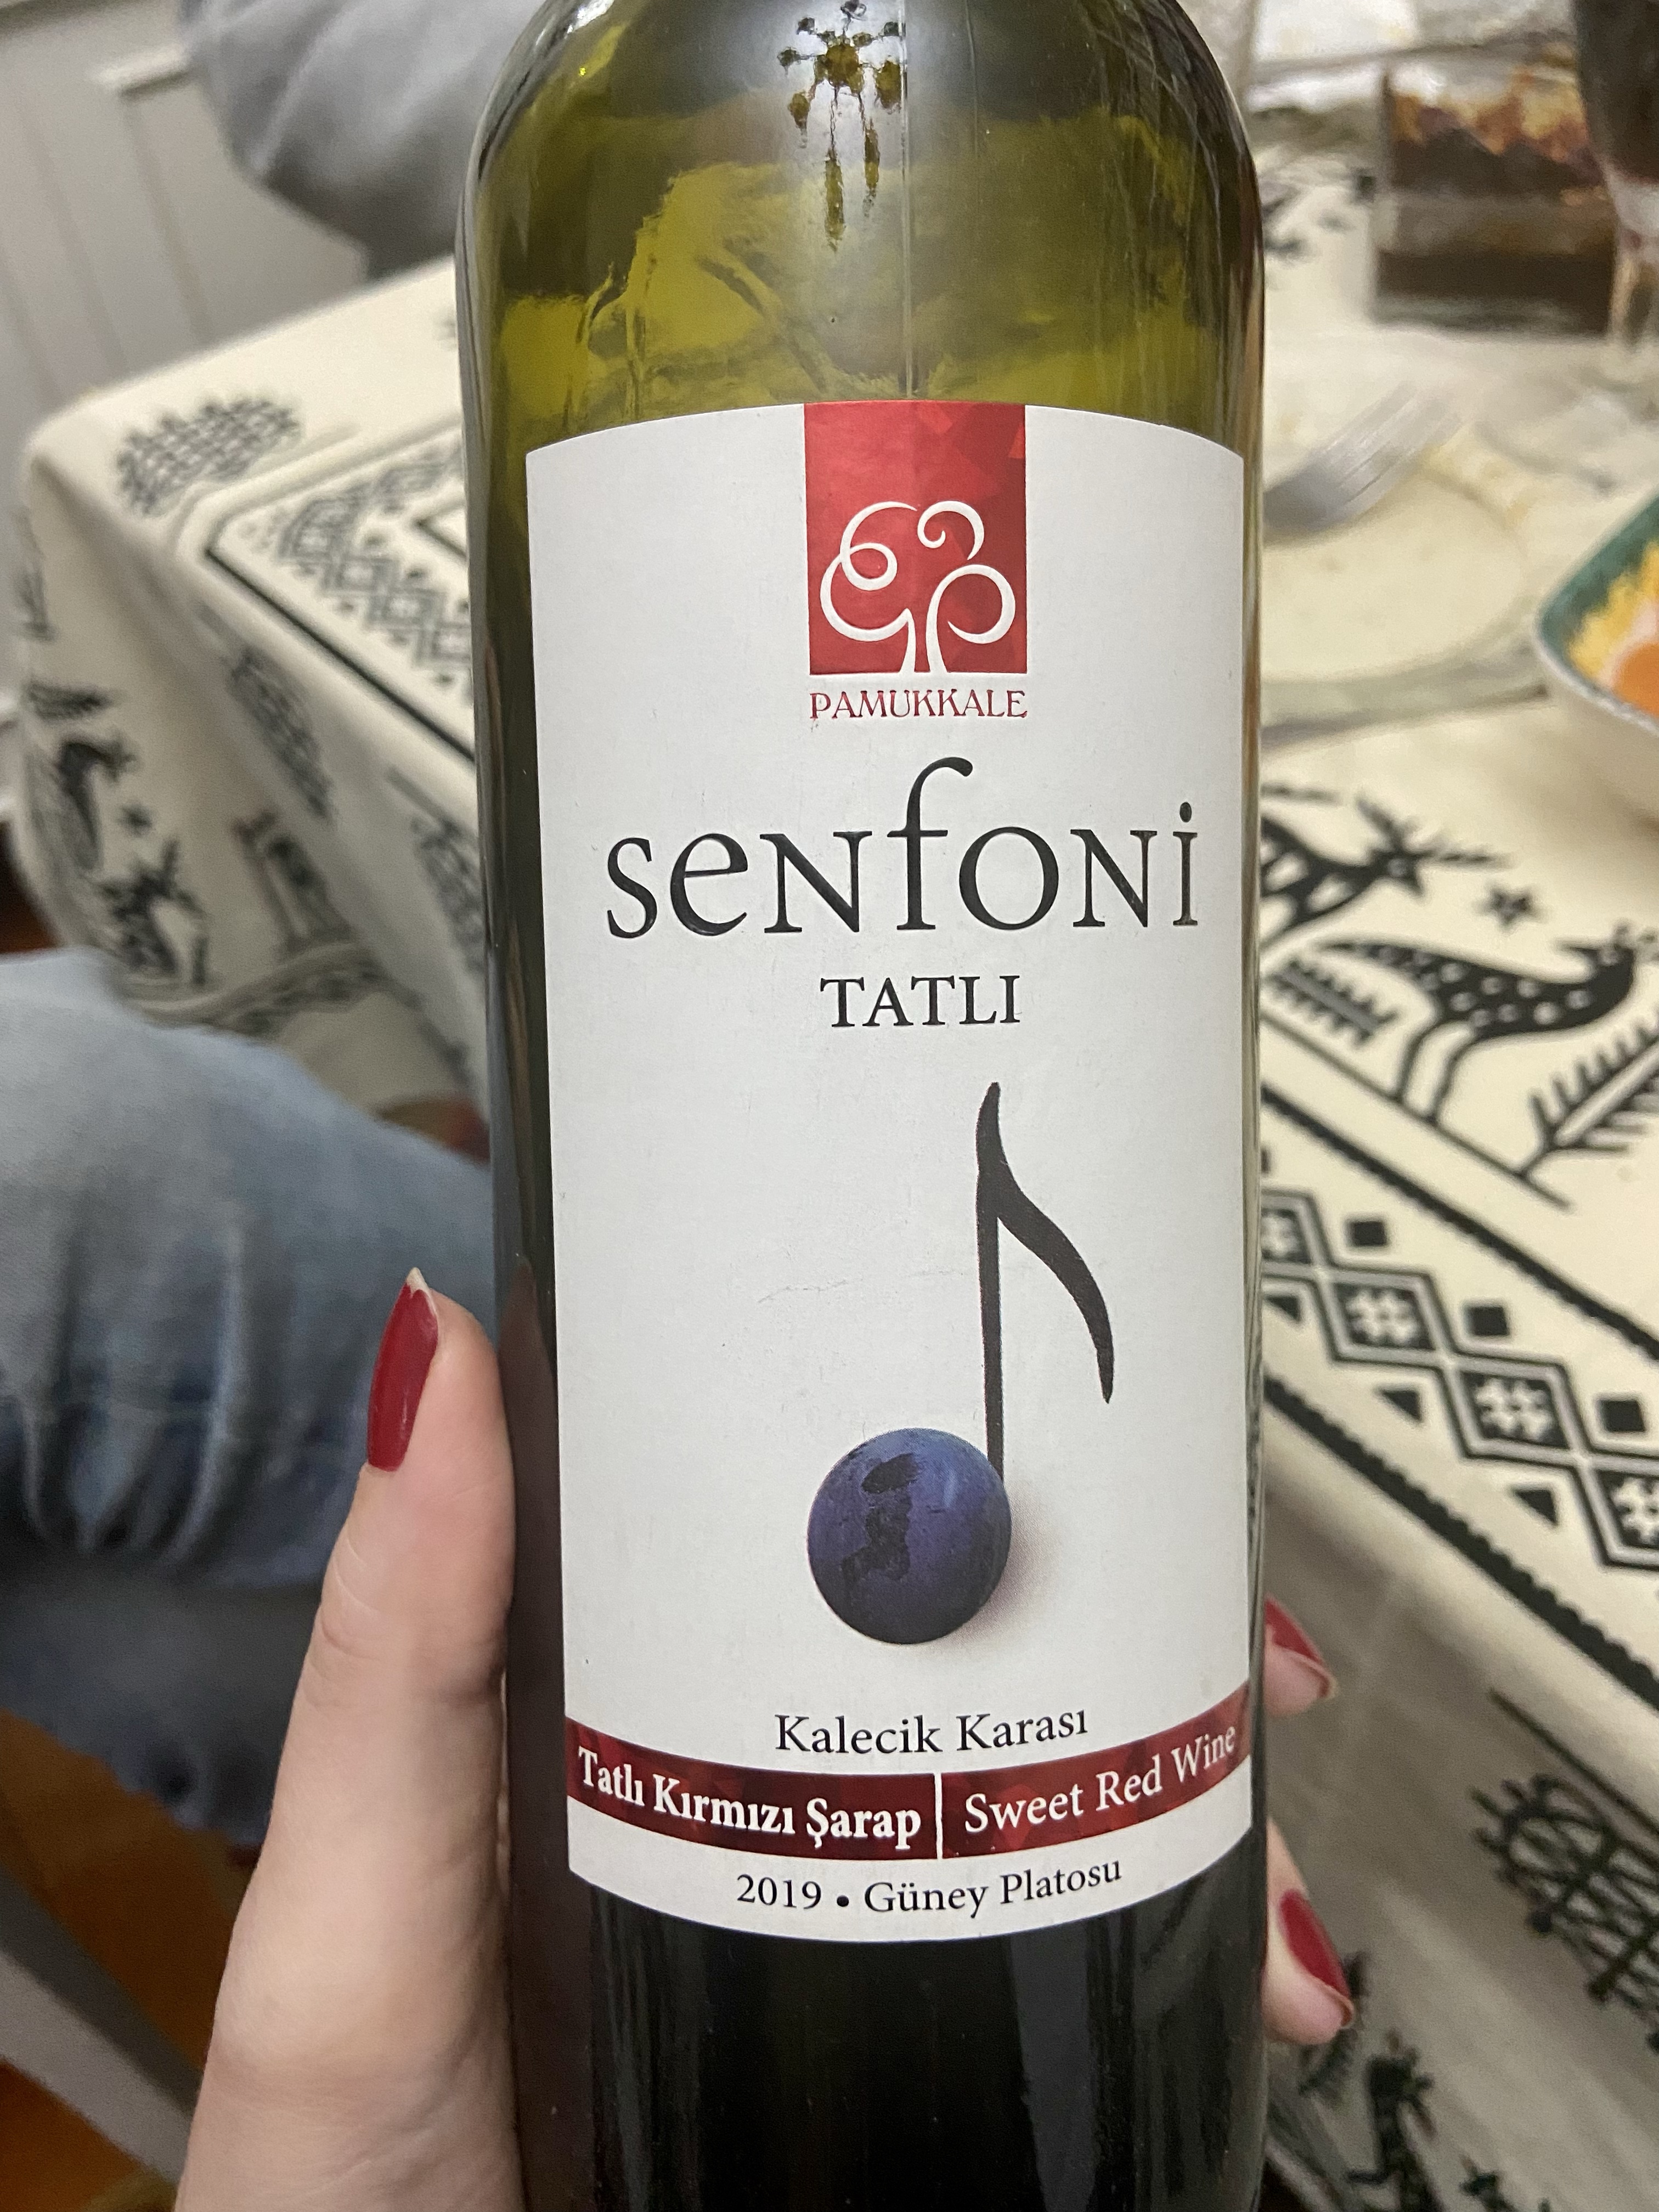 PAMUKKALE
senfoni
TATLI
Kalecik Karası
Tatlı Kırmızı Şarap | Sweet Red Wine
2019 • Güney Platosu